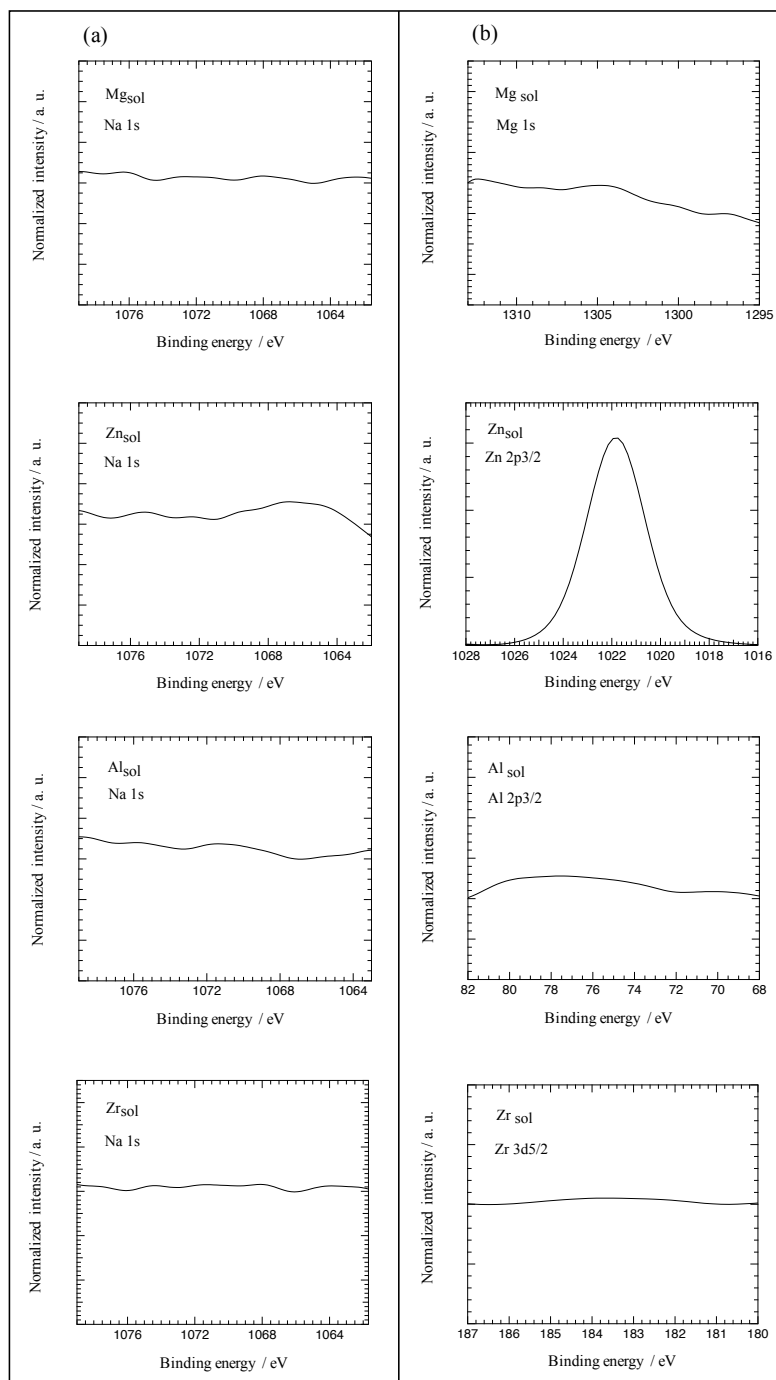 (a)
Normalized intensity / a. u.
Mgsol
Na 1s
1076 1072 1068 1064
Binding energy / eV
Normalized intensity / a. u.
Znsol
Na 1s
1076 1072 1068 1064
Binding energy / eV
Normalized intensity / a. u.
Alsol
Na 1s
1076 1072 1068 1064
Binding energy / eV
Normalized intensity / a. u.
Zrsol
Na 1s
1076 1072 1068 1064
Binding energy / eV
(b)
Normalized intensity / a. u.
Mg sol
Mg 1s
1310 1305 1300 1295
Binding energy / eV
Normalized intensity / a. u.
Znsol
Zn 2p3/2
1028 1026 1024 1022 1020 1018 1016
Binding energy / eV
Normalized intensity / a. u.
Al sol
Al 2p3/2
82 80 78 76 74 72 70 68
Binding energy / eV
Normalized intensity / a. u.
Zr sol
Zr 3d5/2
187 186 185 184 183 182 181 180
Binding energy / eV